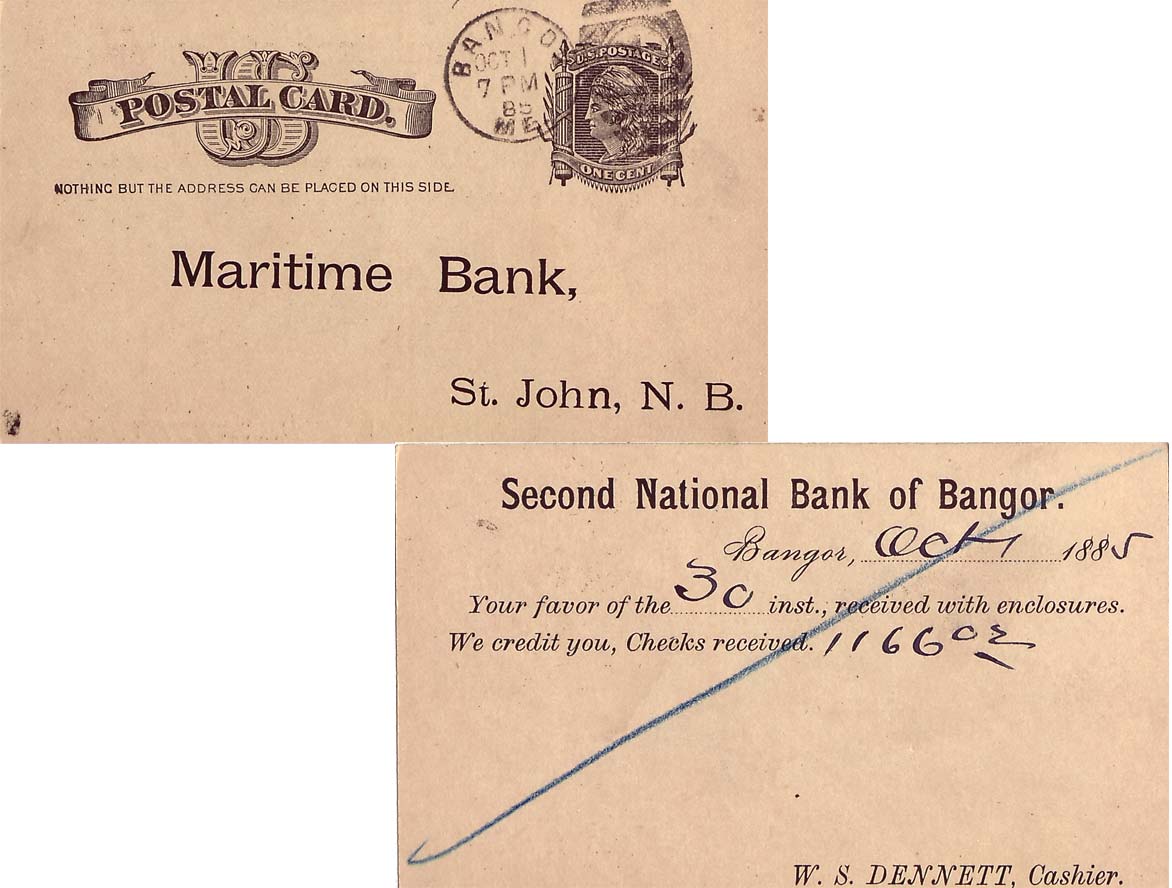 US
POSTAL CARD.
NOTHING BUT THE ADDRESS CAN BE PLACED ON THIS SIDE.
BANGO
OCT 1
7 PM
85
ME
U.S. POSTAGE
ONE CENT
Maritime Bank,
St. John, N. B.
Second National Bank of Bangor.
Bangor, Oct 1 1885
Your favor of the 30 inst., received with enclosures.
We credit you, Checks received. 1166 02
W. S. DENNETT, Cashier.